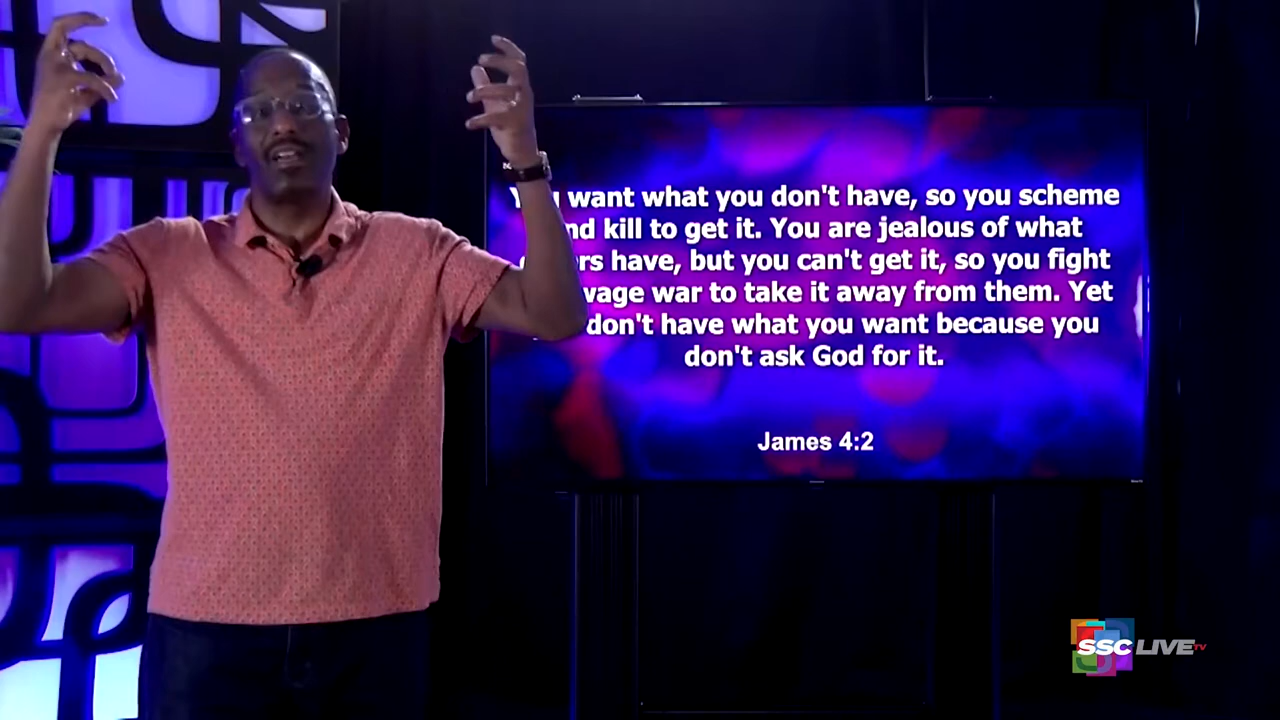 want what you don't have, so you scheme
kill to get it. You are jealous of what
have, but you can't get it, so you fight
wage war to take it away from them. Yet
don't have what you want because you
don't ask God for it.
James 4:2
SSC LIVE TV